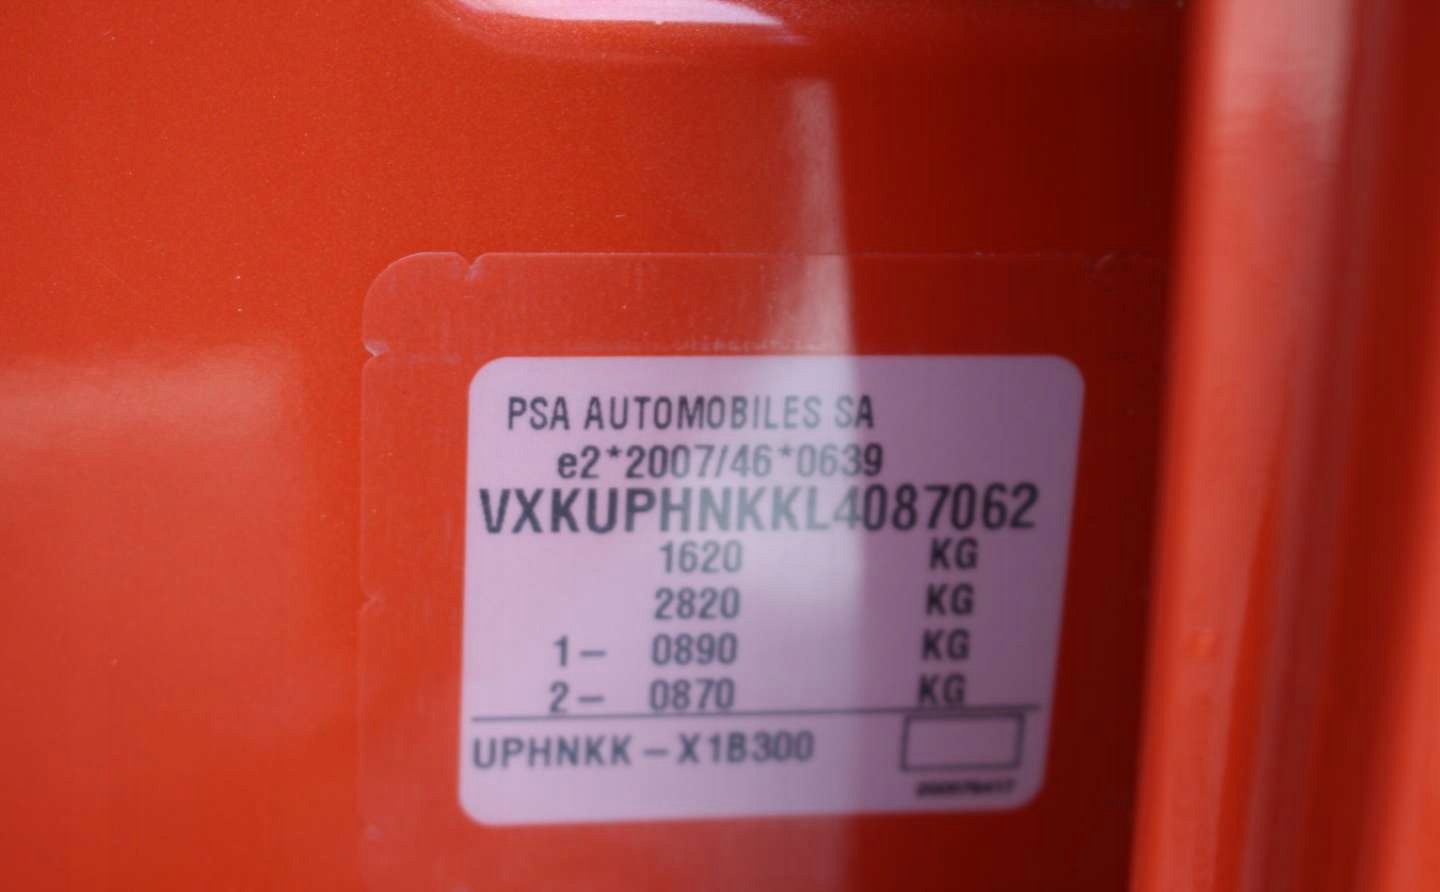 PSA AUTOMOBILES SA
e2*2007/46*0639
VXKUPHNKKL4087062
1620 KG
2820 KG
1– 0890 KG
2– 0870 KG
UPHNKK – X1B300